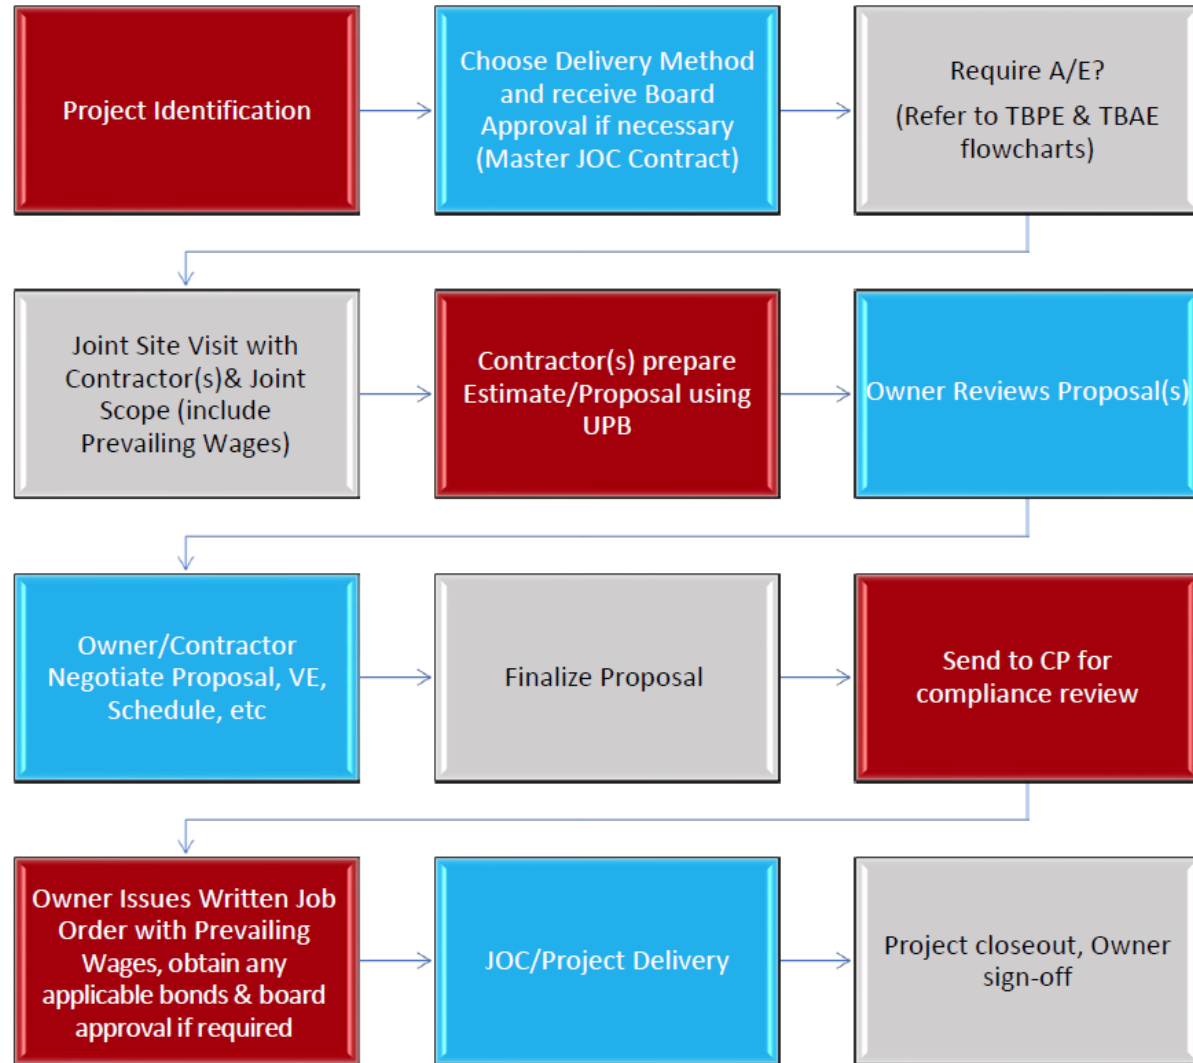 Project Identification
Choose Delivery Method
and receive Board
Approval if necessary
(Master JOC Contract)
Require A/E?
(Refer to TBPE & TBAE
flowcharts)
Joint Site Visit with
Contractor(s)& Joint
Scope (include
Prevailing Wages)
Contractor(s) prepare
Estimate/Proposal using
UPB
Owner Reviews Proposal(s)
Owner/Contractor
Negotiate Proposal, VE,
Schedule, etc
Finalize Proposal
Send to CP for
compliance review
Owner Issues Written Job
Order with Prevailing
Wages, obtain any
applicable bonds & board
approval if required
JOC/Project Delivery
Project closeout, Owner
sign-off